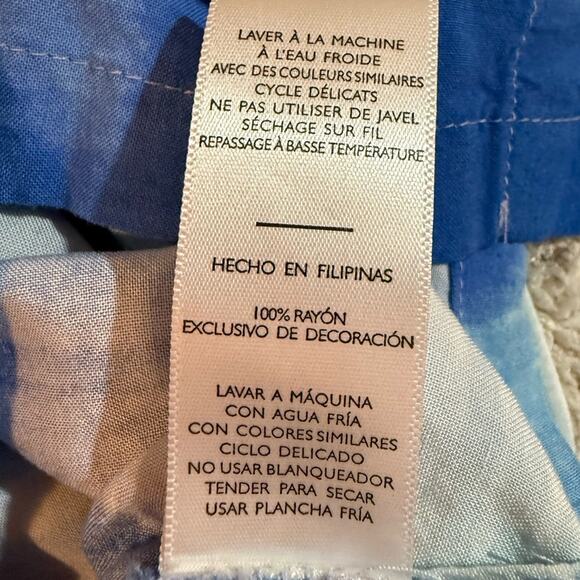 LAVER À LA MACHINE
À L'EAU FROIDE
AVEC DES COULEURS SIMILAIRES
CYCLE DÉLICATS
NE PAS UTILISER DE JAVEL
SÉCHAGE SUR FIL
REPASSAGE À BASSE TEMPÉRATURE
HECHO EN FILIPINAS
100% RAYÓN
EXCLUSIVO DE DECORACIÓN
LAVAR A MÁQUINA
CON AGUA FRÍA
CON COLORES SIMILARES
CICLO DELICADO
NO USAR BLANQUEADOR
TENDER PARA SECAR
USAR PLANCHA FRÍA